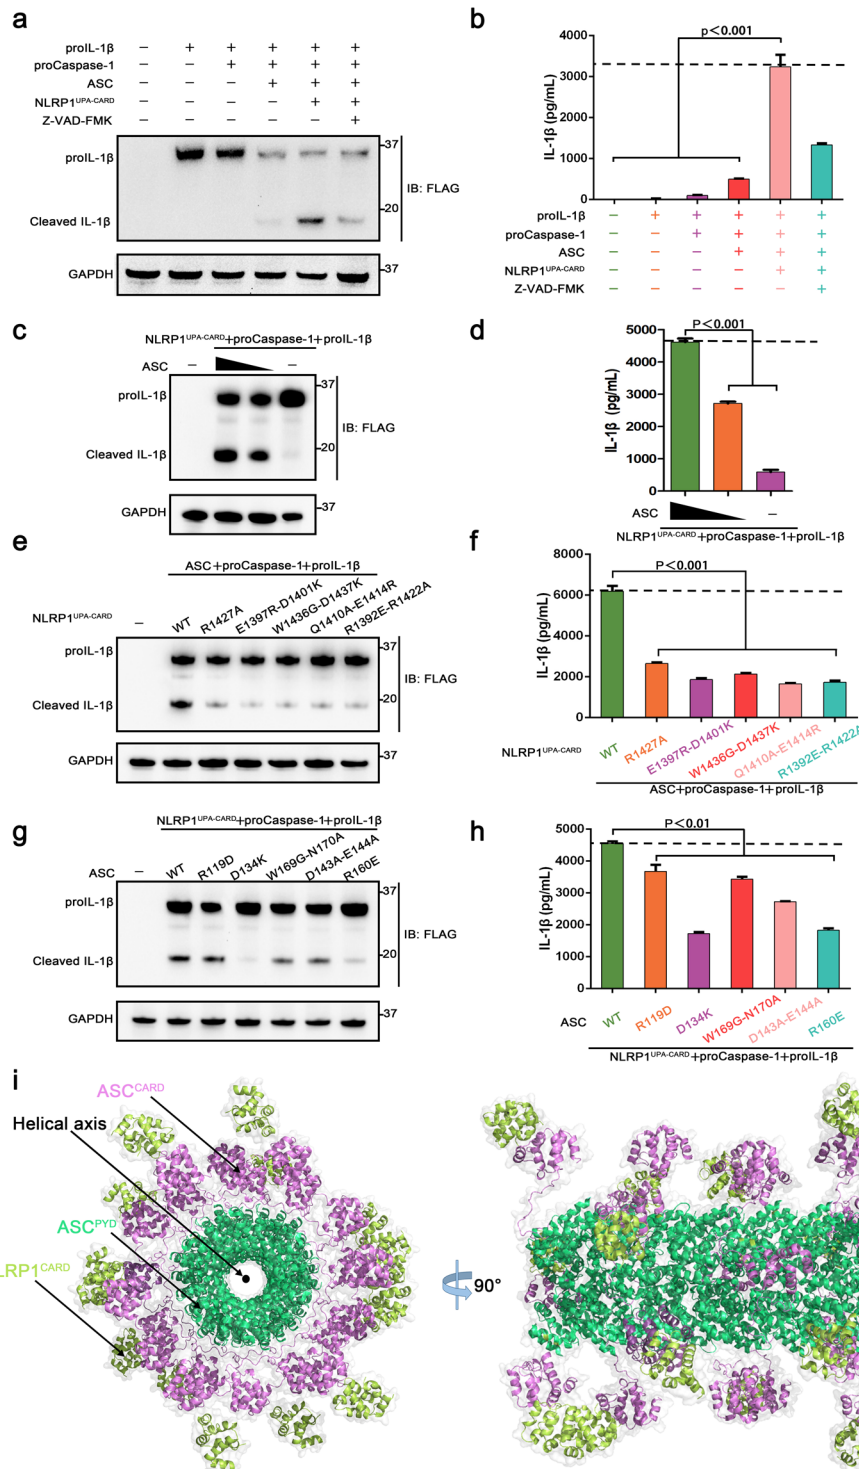 a
proIL-1β – + + + + +
proCaspase-1 – – + + + +
ASC – – – + + +
NLRP1UPA-CARD – – – – + +
Z-VAD-FMK – – – – – +
proIL-1β
Cleaved IL-1β
GAPDH
37
20
37
IB: FLAG
b
IL-1β (pg/mL)
4000
3000
2000
1000
0
p<0.001
proIL-1β – + + + + +
proCaspase-1 – – + + + +
ASC – – – + + +
NLRP1UPA-CARD – – – – + +
Z-VAD-FMK – – – – – +
c
NLRP1UPA-CARD+proCaspase-1+proIL-1β
ASC – –
proIL-1β
Cleaved IL-1β
GAPDH
37
20
37
IB: FLAG
d
IL-1β (pg/mL)
5000
4000
3000
2000
1000
0
P<0.001
ASC –
NLRP1UPA-CARD+proCaspase-1+proIL-1β
e
ASC+proCaspase-1+proIL-1β
NLRP1UPA-CARD – WT R1427A E1397R-D1401K W1436G-D1437K Q1410A-E1414R R1392E-R1422A
proIL-1β
Cleaved IL-1β
GAPDH
37
20
37
IB: FLAG
f
IL-1β (pg/mL)
8000
6000
4000
2000
0
P<0.001
NLRP1UPA-CARD WT R1427A E1397R-D1401K W1436G-D1437K Q1410A-E1414R R1392E-R1422A
ASC+proCaspase-1+proIL-1β
g
NLRP1UPA-CARD+proCaspase-1+proIL-1β
ASC – WT R119D D134K W169G-N170A D143A-E144A R160E
proIL-1β
Cleaved IL-1β
GAPDH
37
20
37
IB: FLAG
h
IL-1β (pg/mL)
5000
4000
3000
2000
1000
0
P<0.01
ASC WT R119D D134K W169G-N170A D143A-E144A R160E
NLRP1UPA-CARD+proCaspase-1+proIL-1β
i
ASCCARD
Helical axis
ASCPYD
LRP1CARD
90°